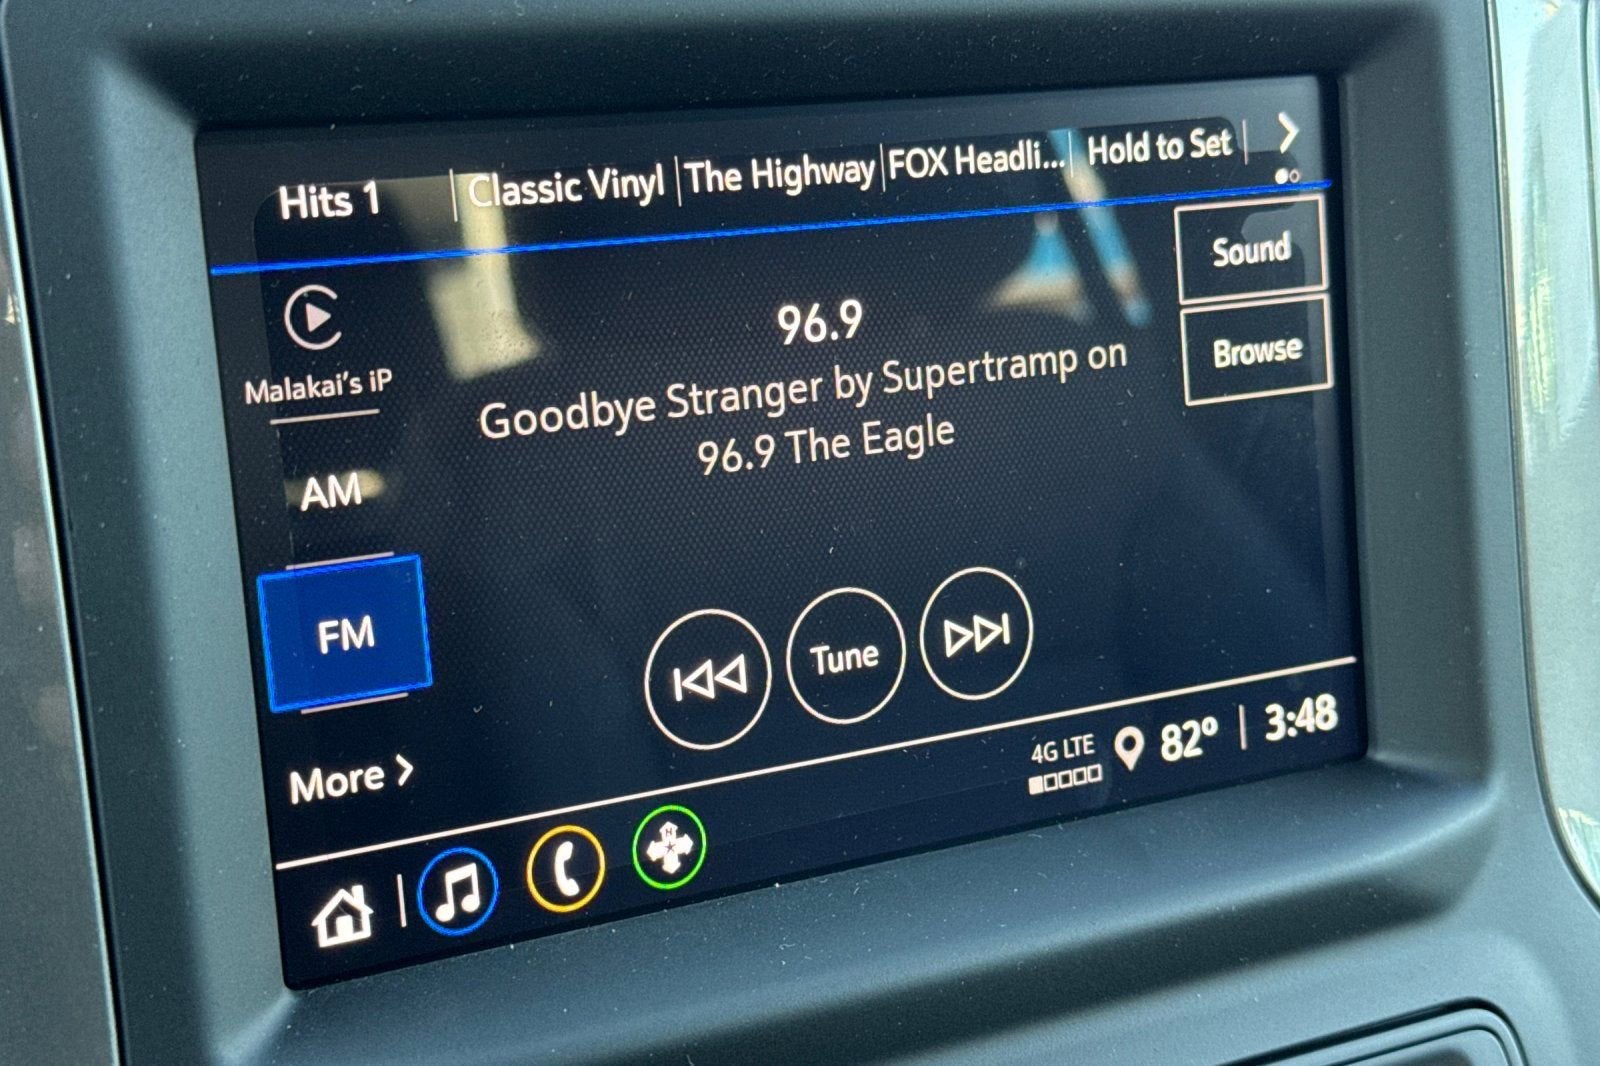 Hits 1 | Classic Vinyl | The Highway | FOX Headli... | Hold to Set |
Sound
Browse
Malakai's iP
AM
FM
More >
96.9
Goodbye Stranger by Supertramp on
96.9 The Eagle
Tune
4G LTE
82° | 3:48
N